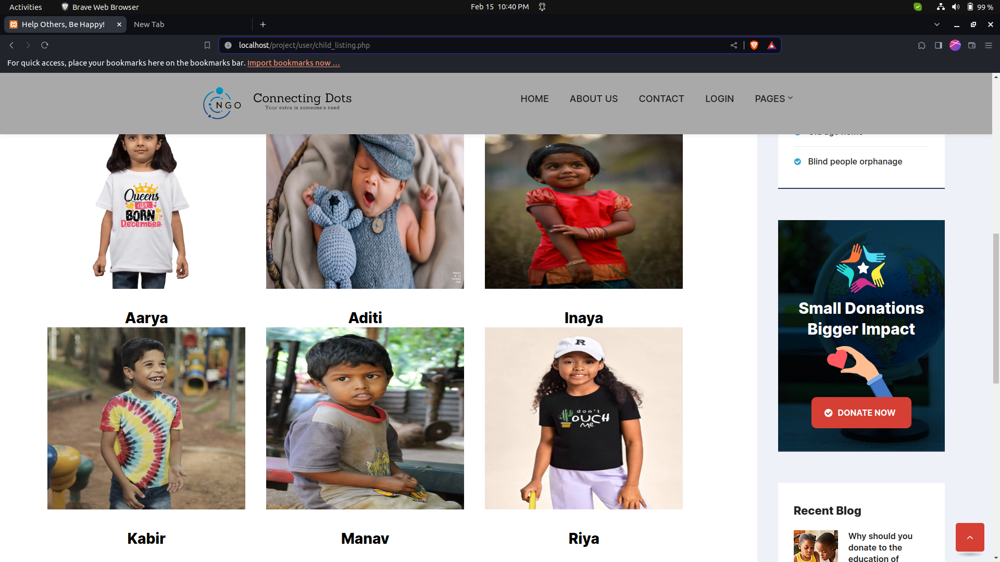 Activities
Brave Web Browser
Feb 15 10:40 PM
99 %
Help Others, Be Happy!
New Tab
localhost/project/user/child_listing.php
For quick access, place your bookmarks here on the bookmarks bar. Import bookmarks now …
NGO
Connecting Dots
Your extra is someone's need
HOME
ABOUT US
CONTACT
LOGIN
PAGES
Old age home
Blind people orphanage
Queens
are
BORN in
December
Small Donations
Bigger Impact
DONATE NOW
Aarya
Aditi
Inaya
R
don't
TOUCH
Me
Kabir
Manav
Riya
Recent Blog
Why should you
donate to the
education of